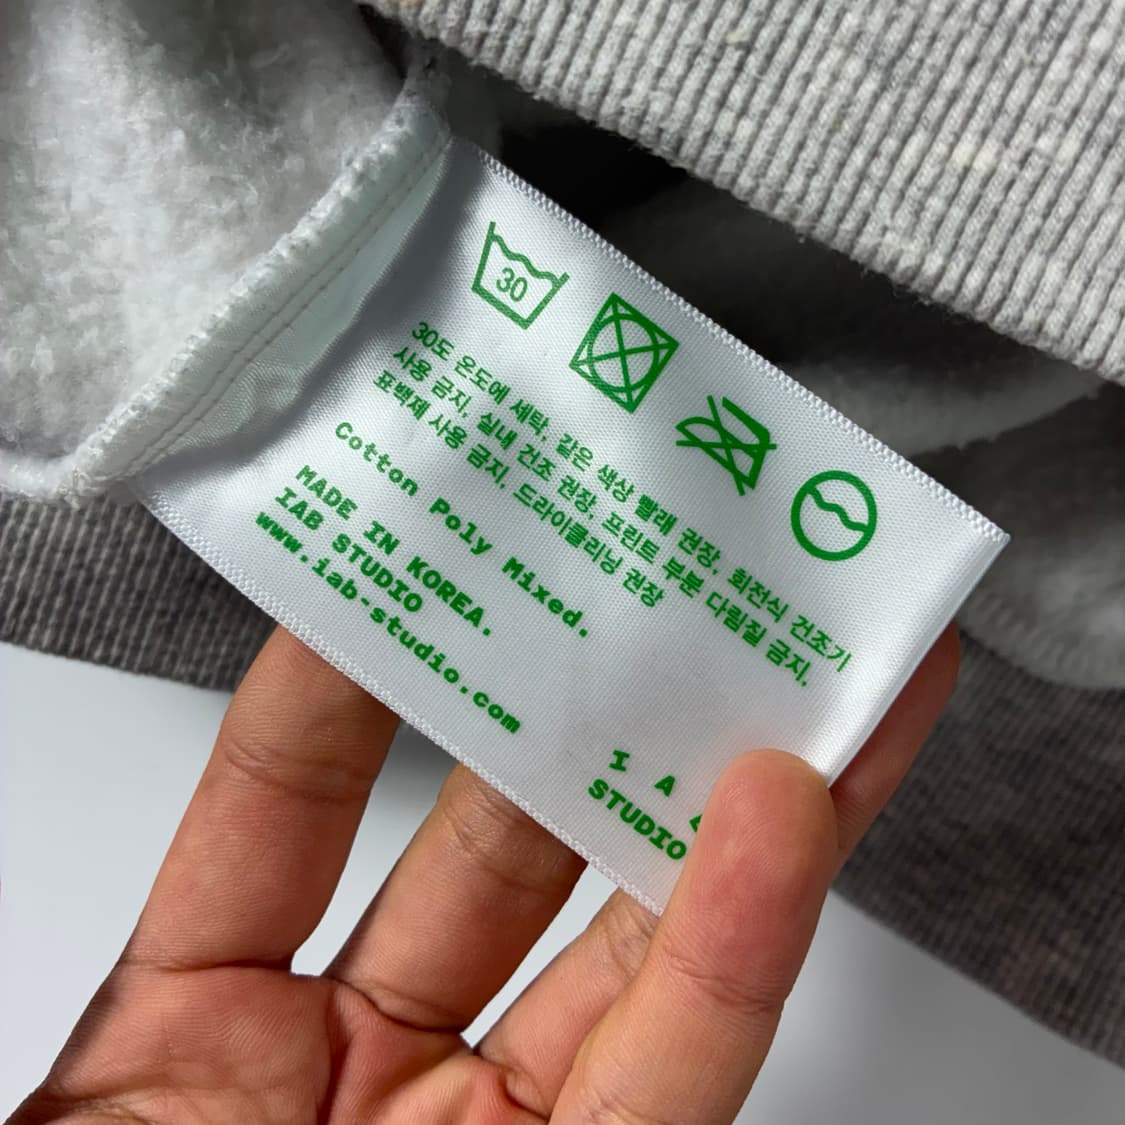 30
30도 온도에 세탁, 같은 색상 빨래 권장, 회전식 건조기
사용 금지, 실내 건조 권장, 프린트 부분 다림질 금지,
표백제 사용 금지, 드라이클리닝 권장
Cotton Poly Mixed.
MADE IN KOREA.
IAB STUDIO
www.iab-studio.com
I A
STUDIO